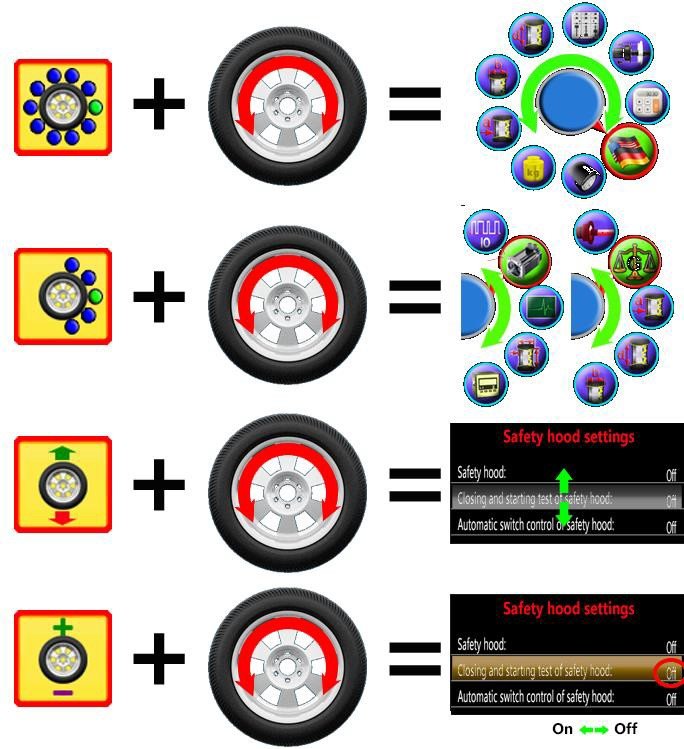 kg
IO
Safety hood settings
Safety hood: Off
Closing and starting test of safety hood: Off
Automatic switch control of safety hood: Off
Safety hood settings
Safety hood: Off
Closing and starting test of safety hood: Off
Automatic switch control of safety hood: Off
On Off